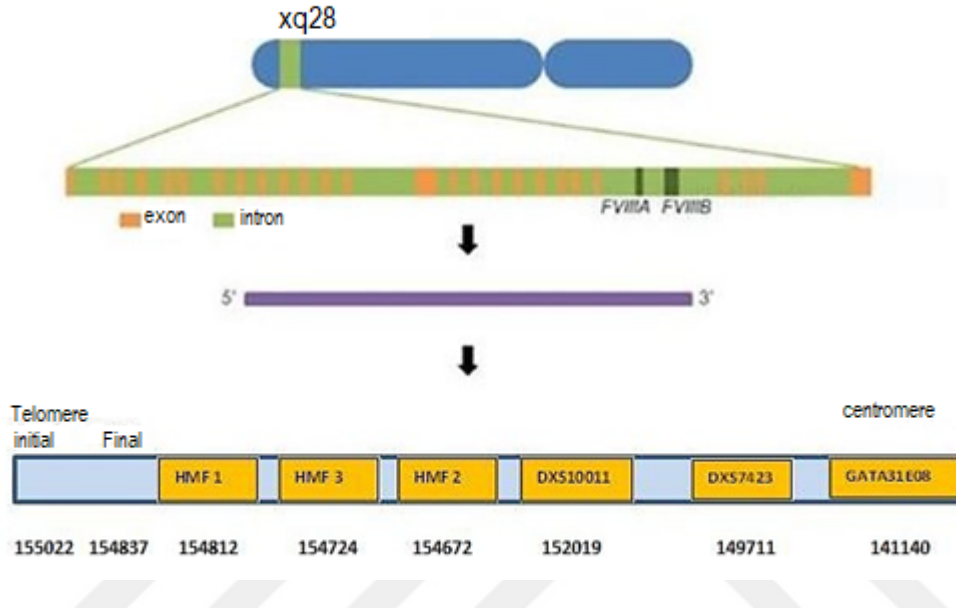 xq28
FVIIIA FVIIIB
exon intron
5' 3'
Telomere centromere
initial Final
HMF 1 HMF 3 HMF 2 DXS10011 DXS7423 GATA31E08
155022 154837 154812 154724 154672 152019 149711 141140